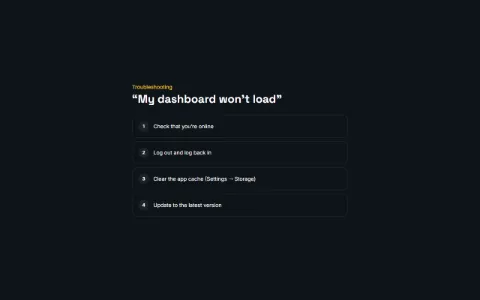 Troubleshooting
“My dashboard won’t load”
1 Check that you’re online
2 Log out and log back in
3 Clear the app cache (Settings → Storage)
4 Update to the latest version